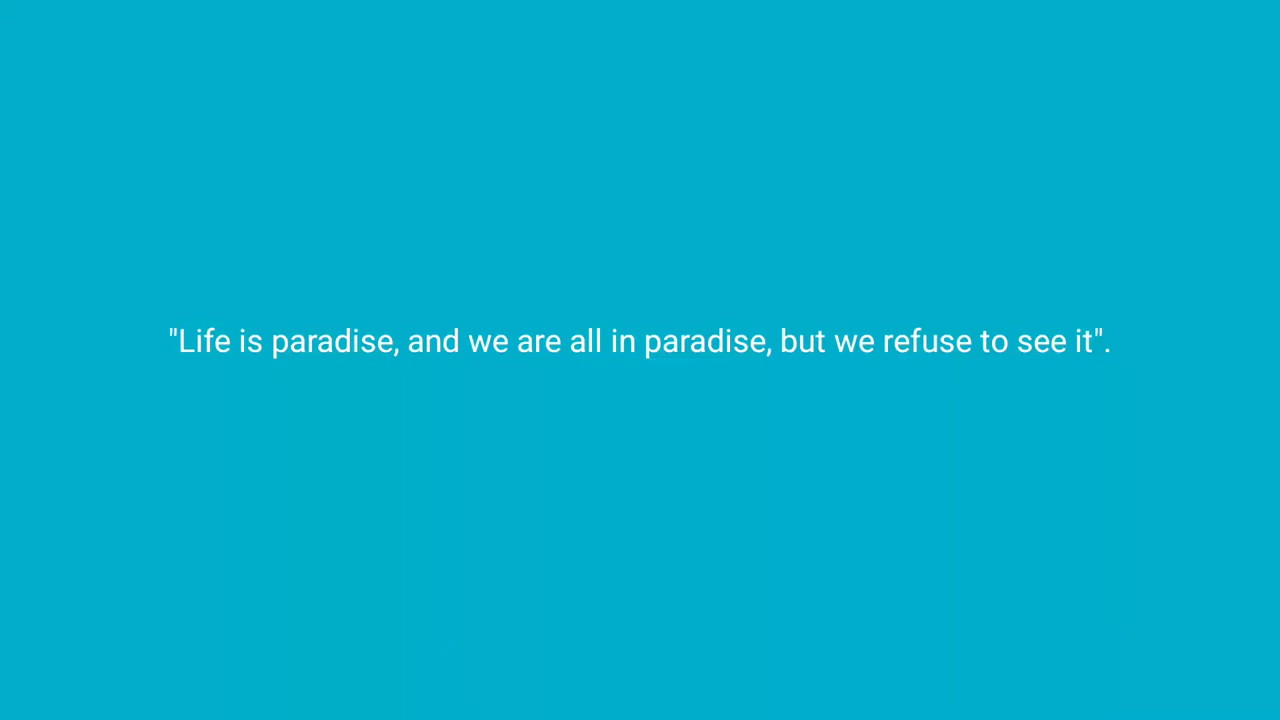 "Life is paradise, and we are all in paradise, but we refuse to see it".